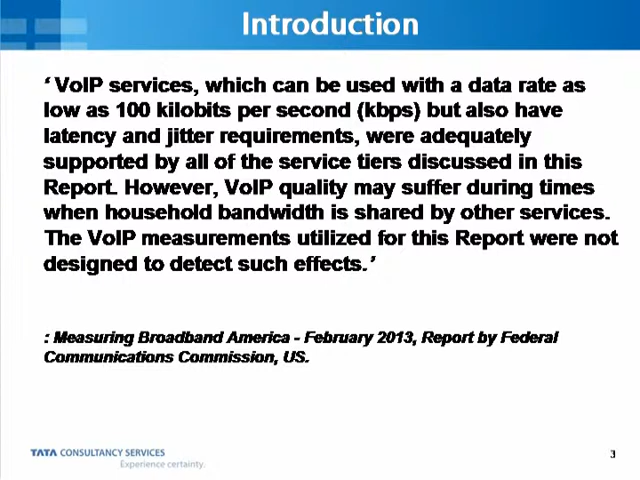 Introduction
‘ VoIP services, which can be used with a data rate as
low as 100 kilobits per second (kbps) but also have
latency and jitter requirements, were adequately
supported by all of the service tiers discussed in this
Report. However, VoIP quality may suffer during times
when household bandwidth is shared by other services.
The VoIP measurements utilized for this Report were not
designed to detect such effects.’
: Measuring Broadband America - February 2013, Report by Federal
Communications Commission, US.
TATA CONSULTANCY SERVICES
Experience certainty.
3